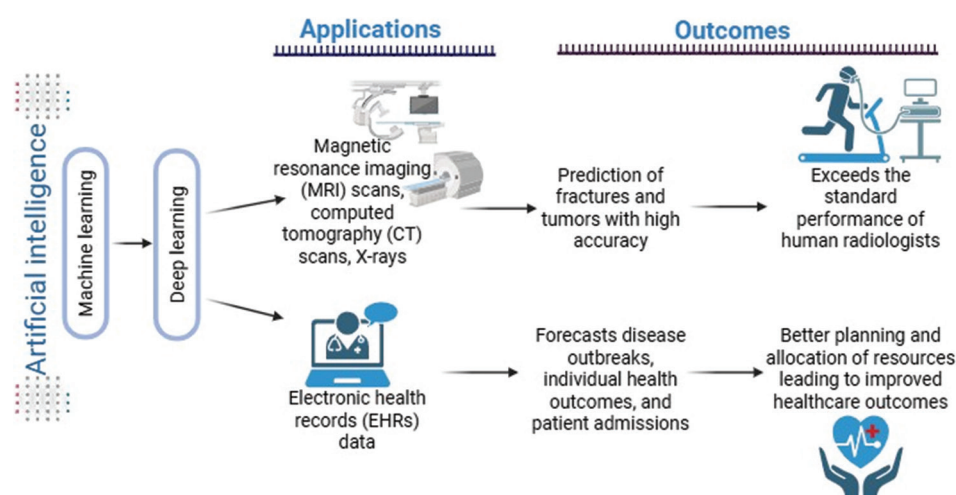 Applications
Outcomes
Artificial intelligence
Machine learning
Deep learning
Magnetic
resonance imaging
(MRI) scans,
computed
tomography (CT)
scans, X-rays
Prediction of
fractures and
tumors with high
accuracy
Exceeds the
standard
performance of
human radiologists
Electronic health
records (EHRs)
data
Forecasts disease
outbreaks,
individual health
outcomes, and
patient admissions
Better planning and
allocation of resources
leading to improved
healthcare outcomes